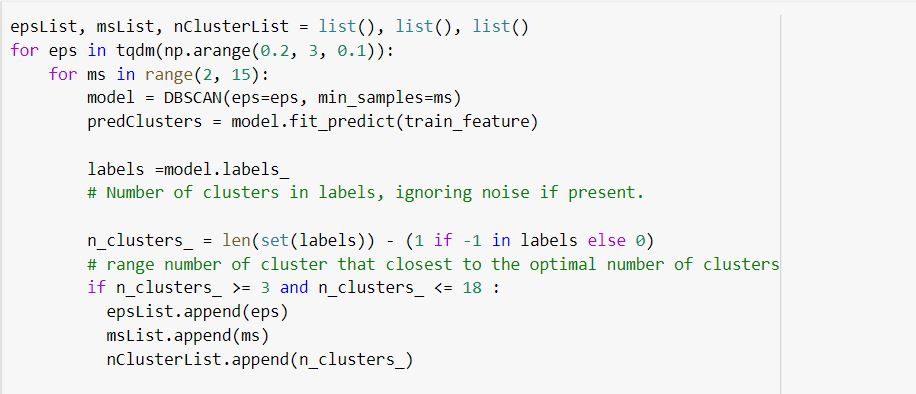 epsList, msList, nClusterList = list(), list(), list()
for eps in tqdm(np.arange(0.2, 3, 0.1)):
    for ms in range(2, 15):
        model = DBSCAN(eps=eps, min_samples=ms)
        predClusters = model.fit_predict(train_feature)

        labels =model.labels_
        # Number of clusters in labels, ignoring noise if present.

        n_clusters_ = len(set(labels)) - (1 if -1 in labels else 0)
        # range number of cluster that closest to the optimal number of clusters
        if n_clusters_ >= 3 and n_clusters_ <= 18 :
          epsList.append(eps)
          msList.append(ms)
          nClusterList.append(n_clusters_)